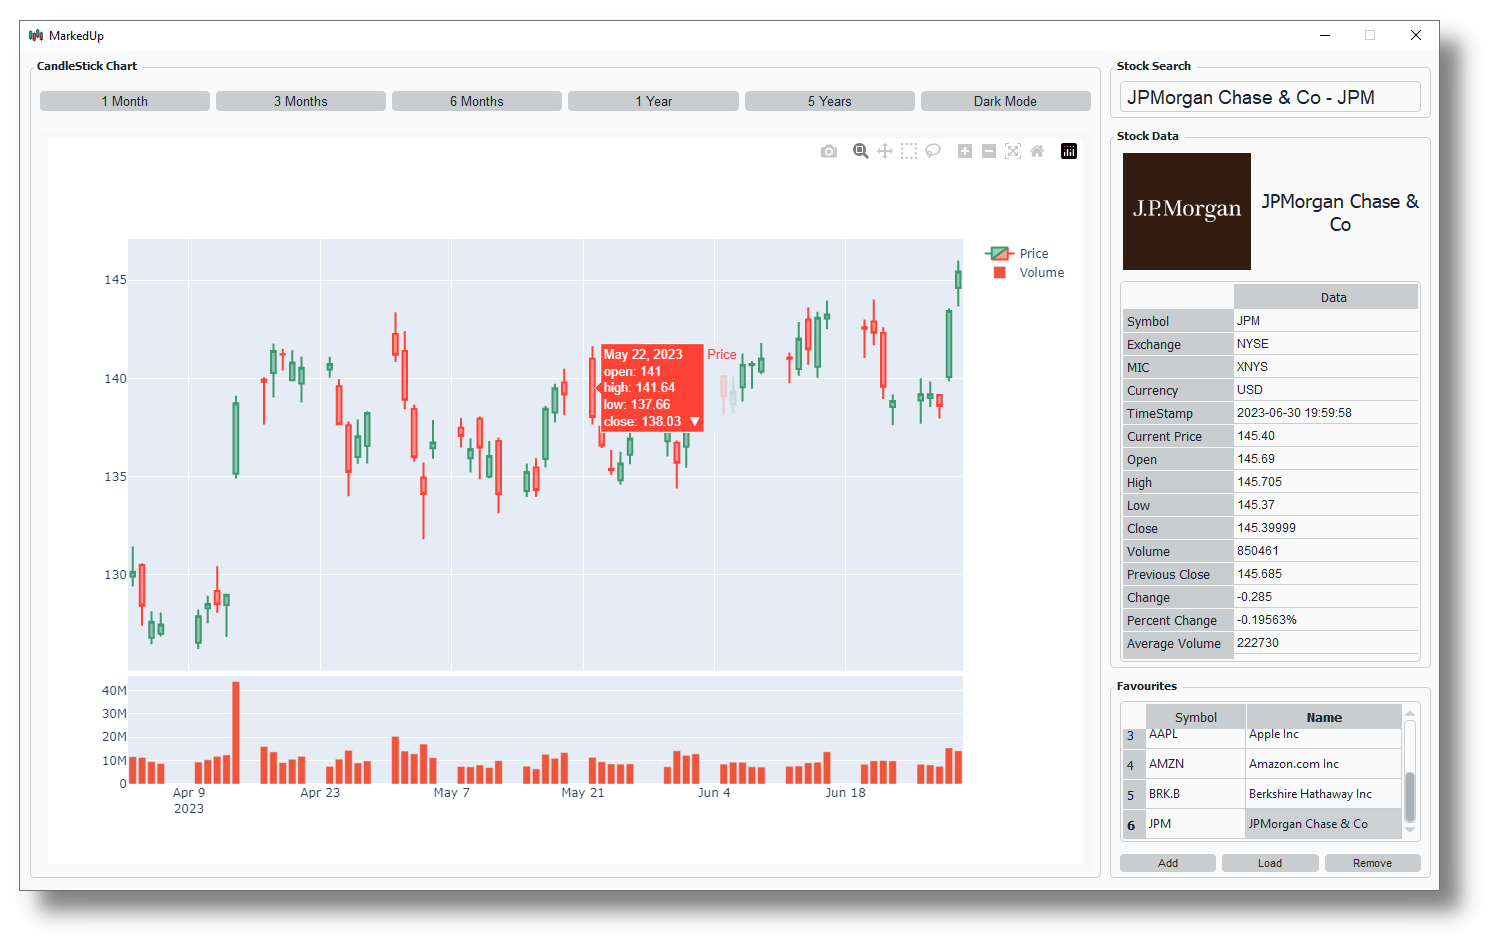 MarkedUp
CandleStick Chart
1 Month
3 Months
6 Months
1 Year
5 Years
Dark Mode
Price
Volume
145
140
135
130
May 22, 2023
open: 141
high: 141.64
low: 137.66
close: 138.03 ▼
Price
40M
30M
20M
10M
0
Apr 9
2023
Apr 23
May 7
May 21
Jun 4
Jun 18
Stock Search
JPMorgan Chase & Co - JPM
Stock Data
J.P.Morgan
JPMorgan Chase &
Co
Data
Symbol JPM
Exchange NYSE
MIC XNYS
Currency USD
TimeStamp 2023-06-30 19:59:58
Current Price 145.40
Open 145.69
High 145.705
Low 145.37
Close 145.39999
Volume 850461
Previous Close 145.685
Change -0.285
Percent Change -0.19563%
Average Volume 222730
Favourites
Symbol Name
3 AAPL Apple Inc
4 AMZN Amazon.com Inc
5 BRK.B Berkshire Hathaway Inc
6 JPM JPMorgan Chase & Co
Add
Load
Remove